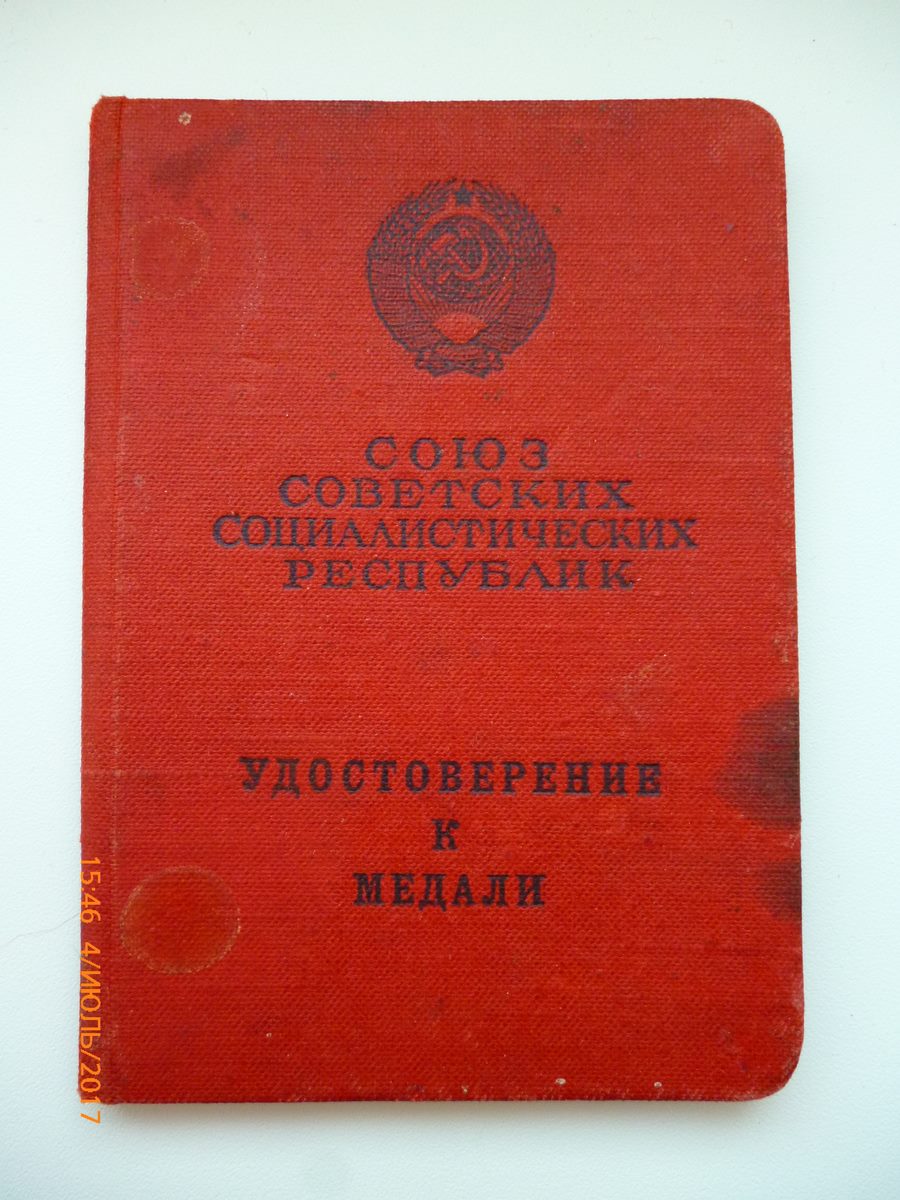 СОЮЗ
СОВЕТСКИХ
СОЦИАЛИСТИЧЕСКИХ
РЕСПУБЛИК
УДОСТОВЕРЕНИЕ
К
МЕДАЛИ
15:46 4/ИЮЛЬ/2017